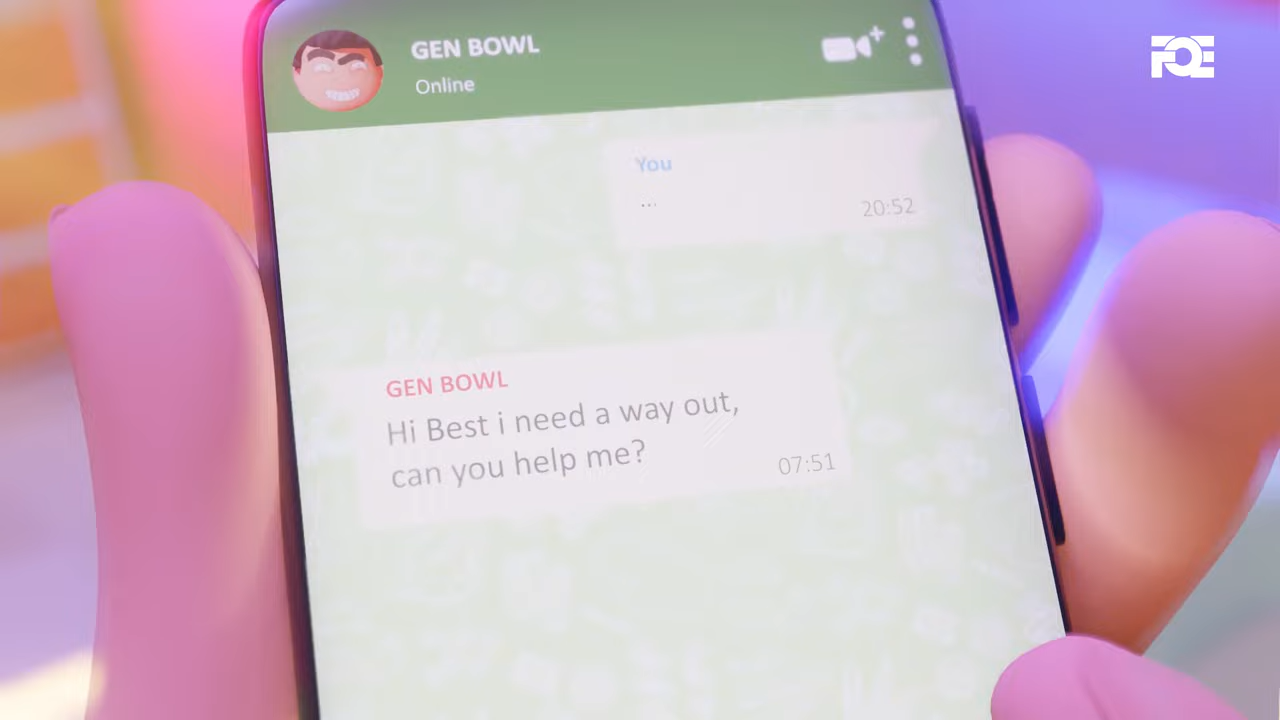 GEN BOWL
Online
You
...
20:52
GEN BOWL
Hi Best i need a way out,
can you help me?
07:51